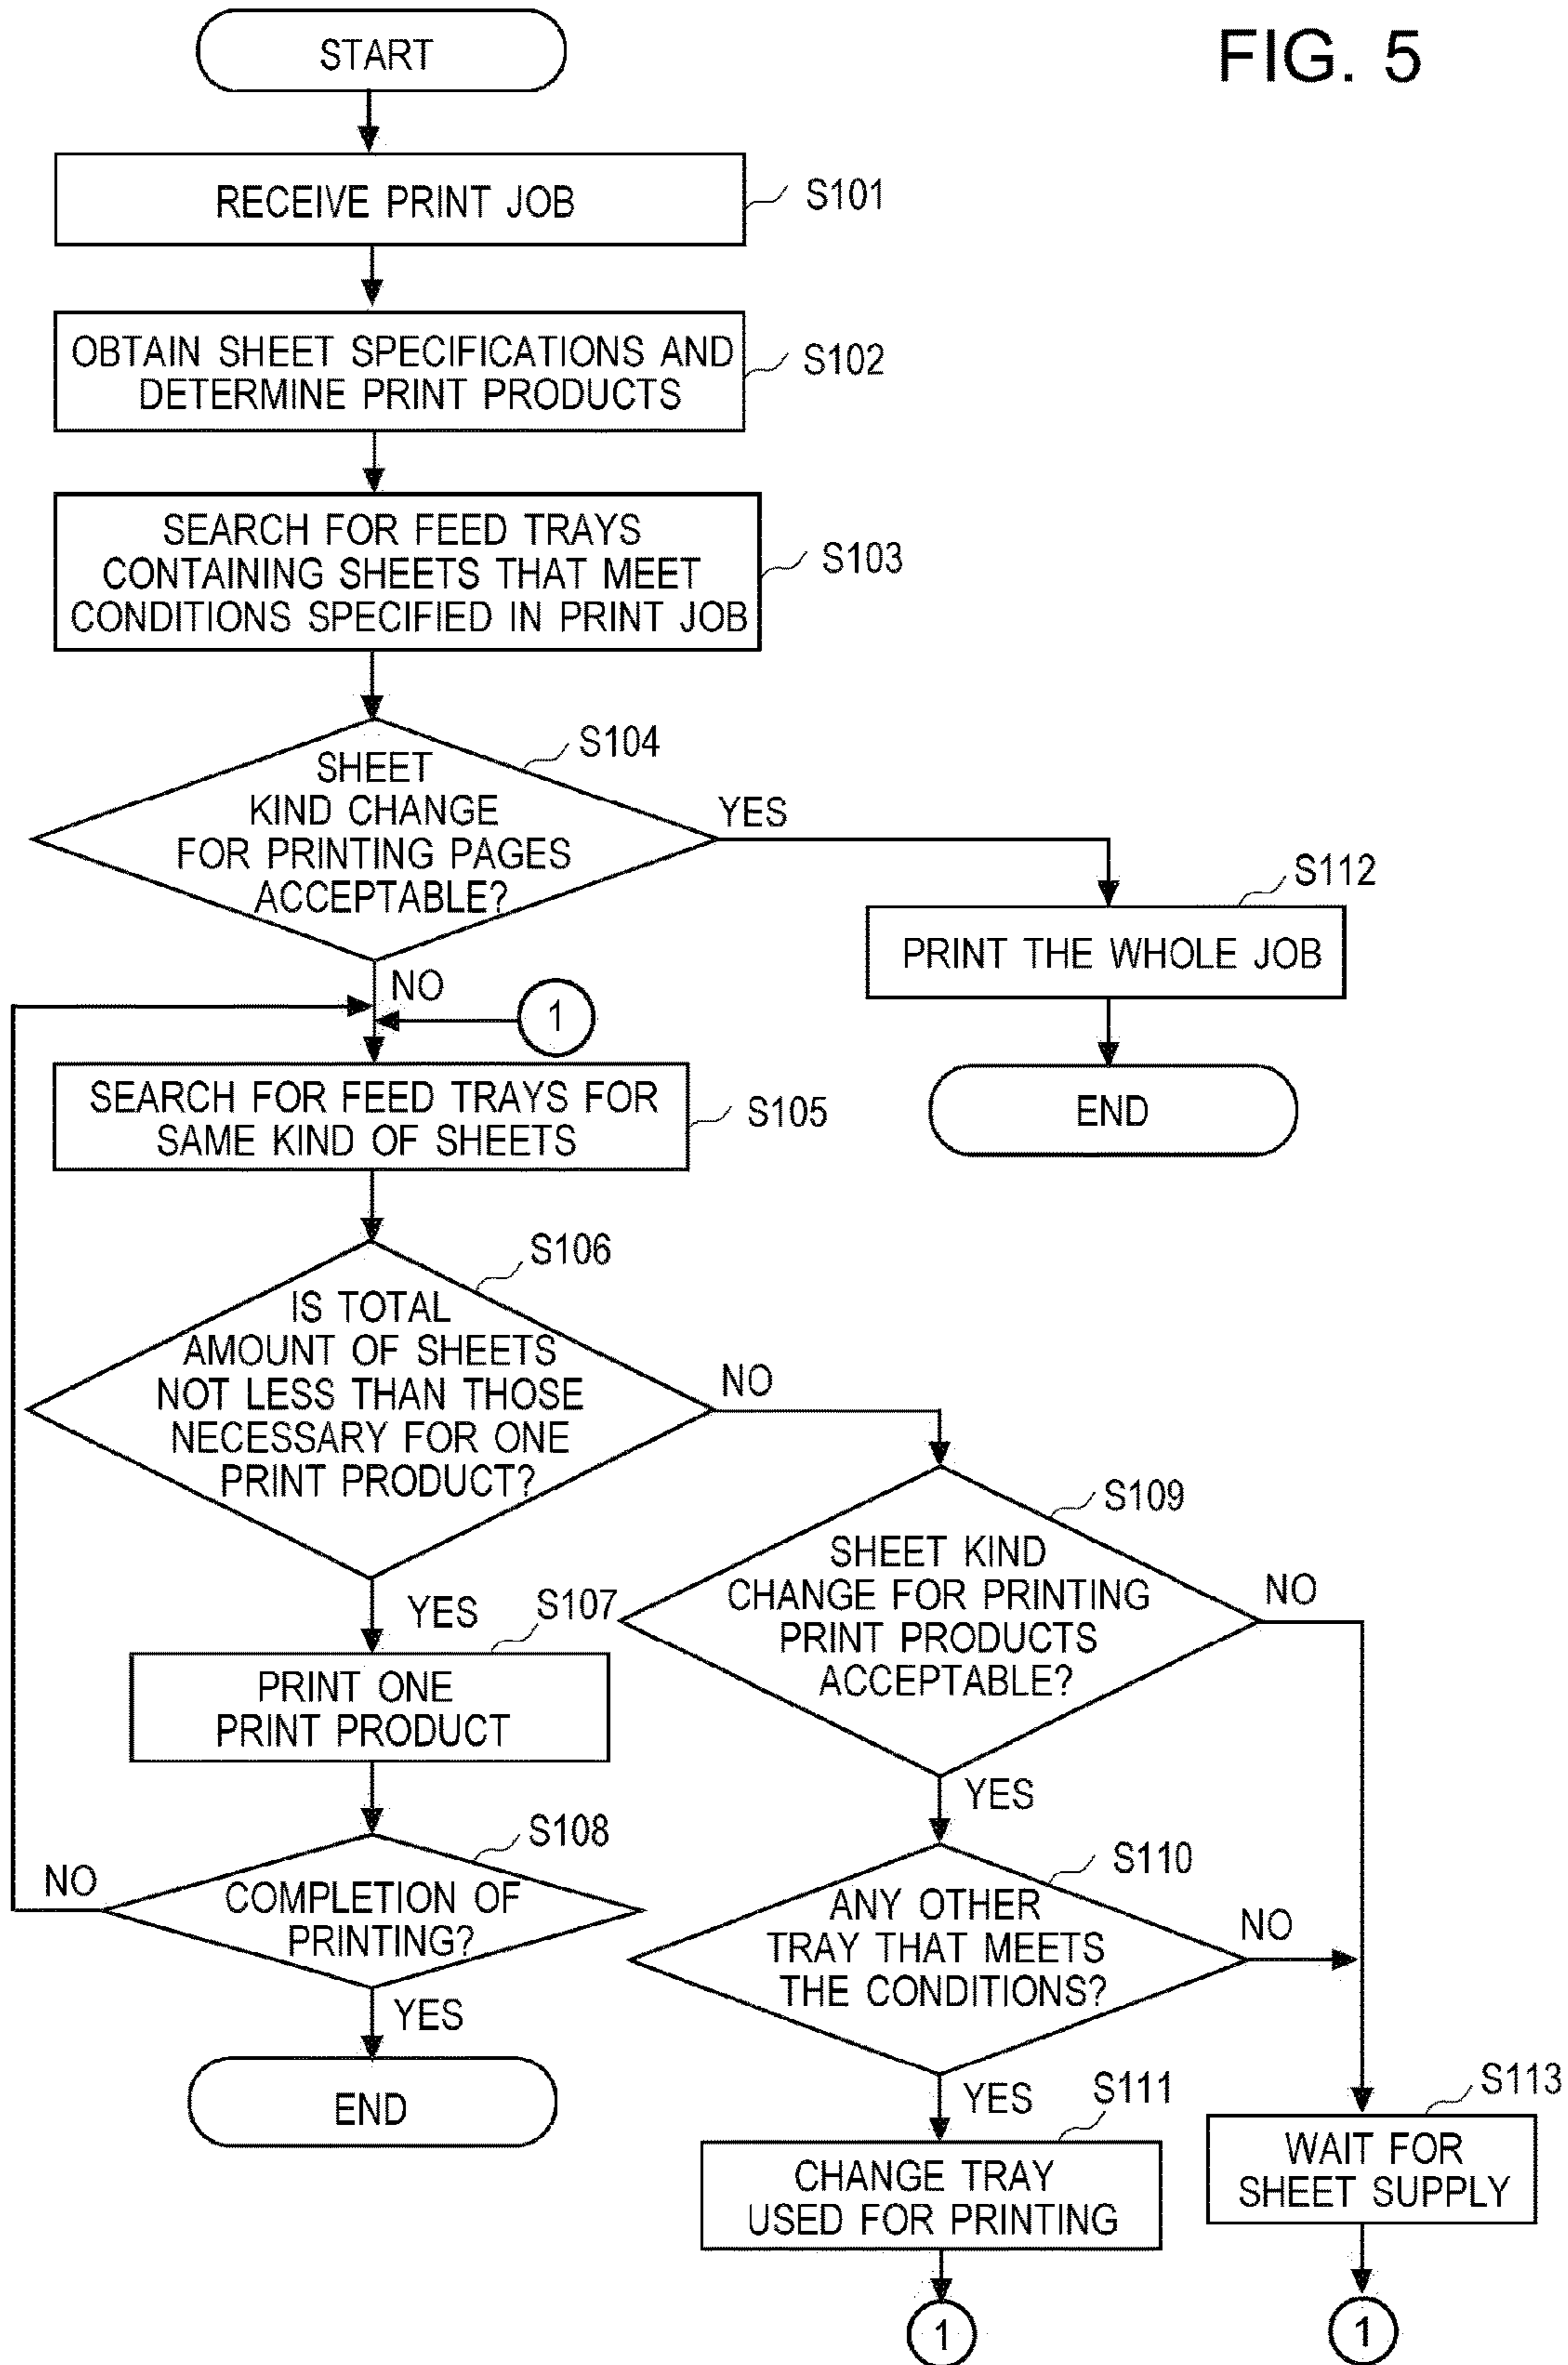 FIG. 5
START
RECEIVE PRINT JOB
S101
OBTAIN SHEET SPECIFICATIONS AND
DETERMINE PRINT PRODUCTS
S102
SEARCH FOR FEED TRAYS
CONTAINING SHEETS THAT MEET
CONDITIONS SPECIFIED IN PRINT JOB
S103
S104
SHEET
KIND CHANGE
FOR PRINTING PAGES
ACCEPTABLE?
YES
S112
PRINT THE WHOLE JOB
END
NO
1
SEARCH FOR FEED TRAYS FOR
SAME KIND OF SHEETS
S105
S106
IS TOTAL
AMOUNT OF SHEETS
NOT LESS THAN THOSE
NECESSARY FOR ONE
PRINT PRODUCT?
NO
YES
S107
PRINT ONE
PRINT PRODUCT
S108
COMPLETION OF
PRINTING?
NO
YES
END
S109
SHEET KIND
CHANGE FOR PRINTING
PRINT PRODUCTS
ACCEPTABLE?
NO
YES
S110
ANY OTHER
TRAY THAT MEETS
THE CONDITIONS?
NO
YES
S111
CHANGE TRAY
USED FOR PRINTING
1
S113
WAIT FOR
SHEET SUPPLY
1